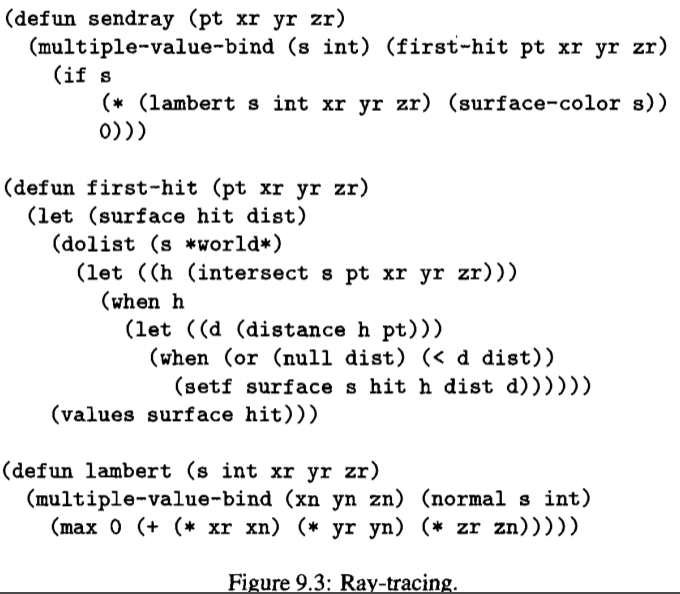 (defun sendray (pt xr yr zr)
(multiple-value-bind (s int) (first-hit pt xr yr zr)
(if s
(* (lambert s int xr yr zr) (surface-color s))
0)))
(defun first-hit (pt xr yr zr)
(let (surface hit dist)
(dolist (s *world*)
(let ((h (intersect s pt xr yr zr)))
(when h
(let ((d (distance h pt)))
(when (or (null dist) (< d dist))
(setf surface s hit h dist d))))))
(values surface hit)))
(defun lambert (s int xr yr zr)
(multiple-value-bind (xn yn zn) (normal s int)
(max 0 (+ (* xr xn) (* yr yn) (* zr zn)))))
Figure 9.3: Ray-tracing.